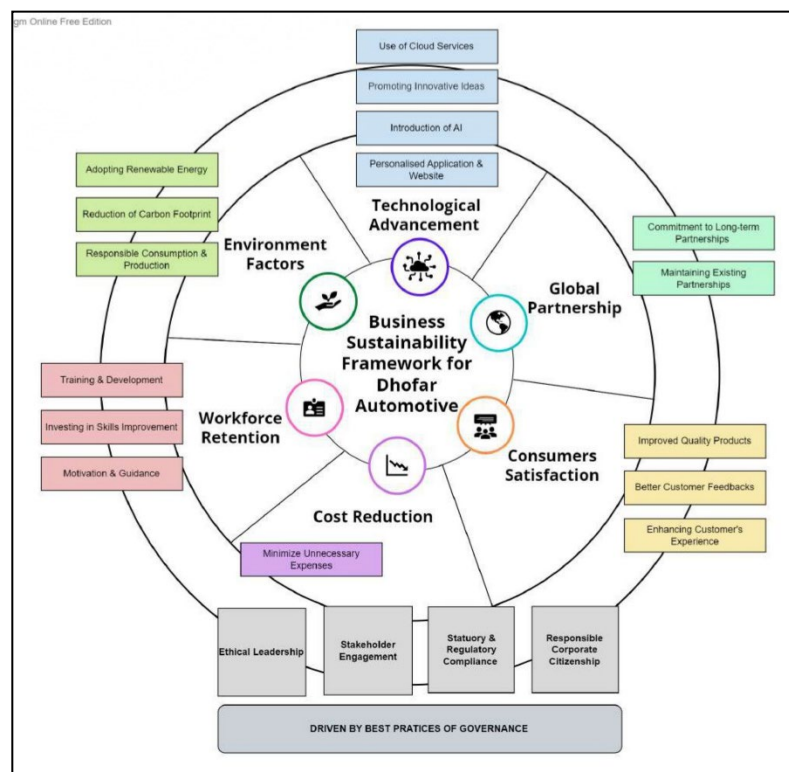 gm Online Free Edition
Use of Cloud Services
Promoting Innovative Ideas
Introduction of AI
Personalised Application &
Website
Technological
Advancement
Adopting Renewable Energy
Reduction of Carbon Footprint
Responsible Consumption &
Production
Environment
Factors
Commitment to Long-term
Partnerships
Maintaining Existing
Partnerships
Global
Partnership
Business
Sustainability
Framework for
Dhofar
Automotive
Training & Development
Investing in Skills Improvement
Motivation & Guidance
Workforce
Retention
Improved Quality Products
Better Customer Feedbacks
Enhancing Customer's
Experience
Consumers
Satisfaction
Cost Reduction
Minimize Unnecessary
Expenses
Ethical Leadership
Stakeholder
Engagement
Statuory &
Regulatory
Compliance
Responsible
Corporate
Citizenship
DRIVEN BY BEST PRATICES OF GOVERNANCE